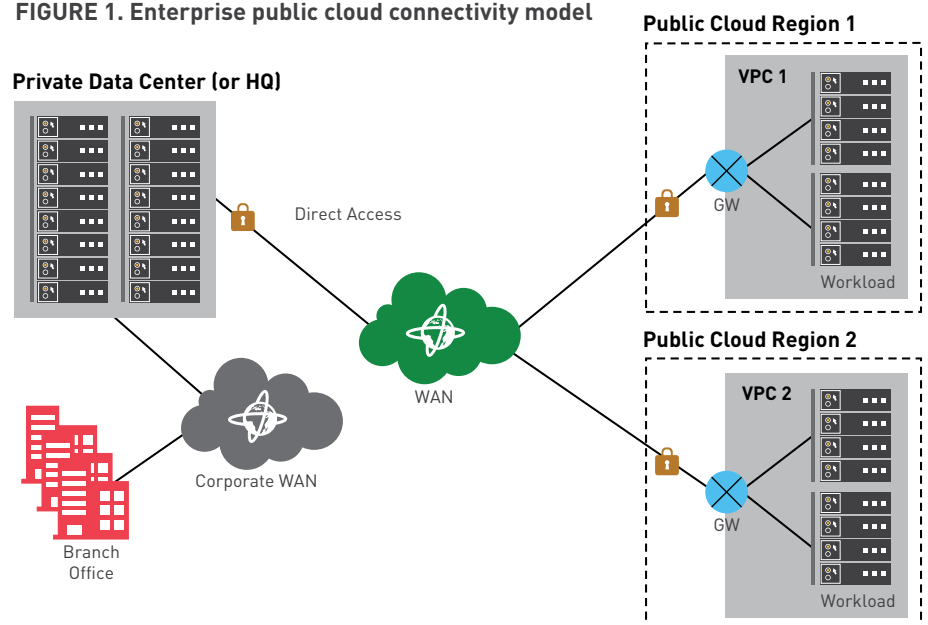 FIGURE 1. Enterprise public cloud connectivity model
Private Data Center (or HQ)
Direct Access
WAN
Corporate WAN
Branch
Office
Public Cloud Region 1
VPC 1
GW
Workload
Public Cloud Region 2
VPC 2
GW
Workload